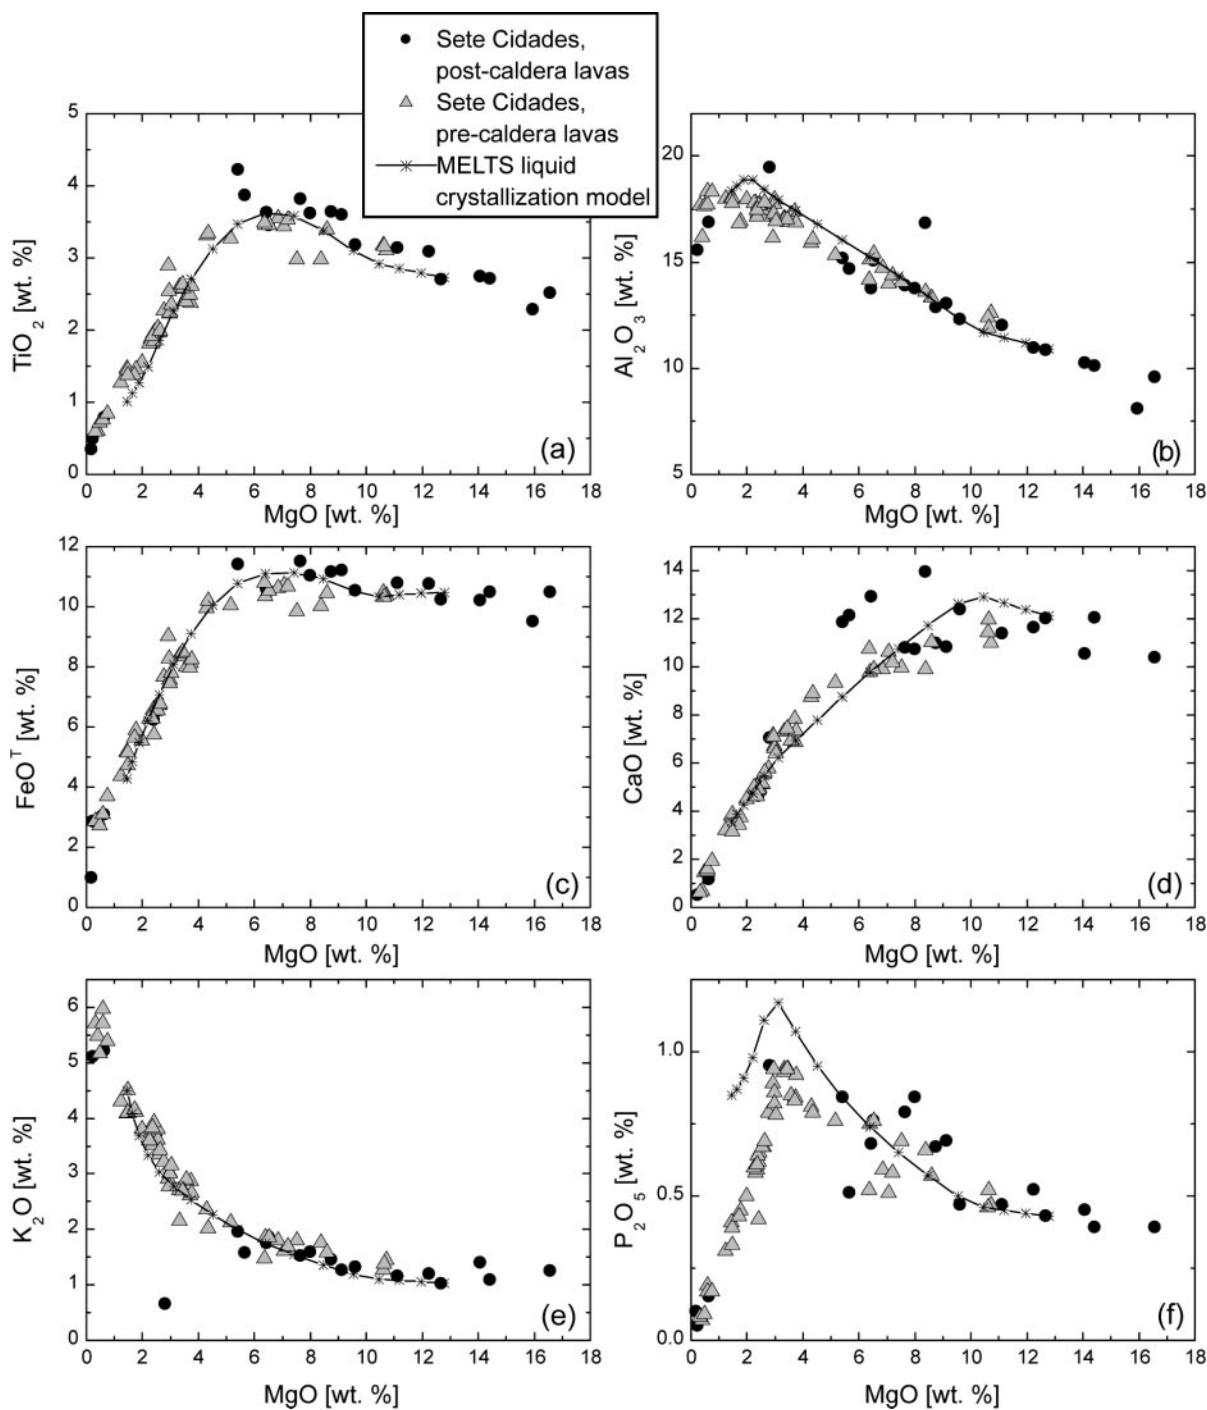 Sete Cidades,
post-caldera lavas
Sete Cidades,
pre-caldera lavas
MELTS liquid
crystallization model
5
4
3
2
1
0
TiO2 [wt. %]
(a)
0 2 4 6 8 10 12 14 16 18
MgO [wt. %]
20
15
10
5
Al2O3 [wt. %]
(b)
0 2 4 6 8 10 12 14 16 18
MgO [wt. %]
12
10
8
6
4
2
0
FeOT [wt. %]
(c)
0 2 4 6 8 10 12 14 16 18
MgO [wt. %]
14
12
10
8
6
4
2
0
CaO [wt. %]
(d)
0 2 4 6 8 10 12 14 16 18
MgO [wt. %]
6
5
4
3
2
1
0
K2O [wt. %]
(e)
0 2 4 6 8 10 12 14 16 18
MgO [wt. %]
1.0
0.5
0.0
P2O5 [wt. %]
(f)
0 2 4 6 8 10 12 14 16 18
MgO [wt. %]